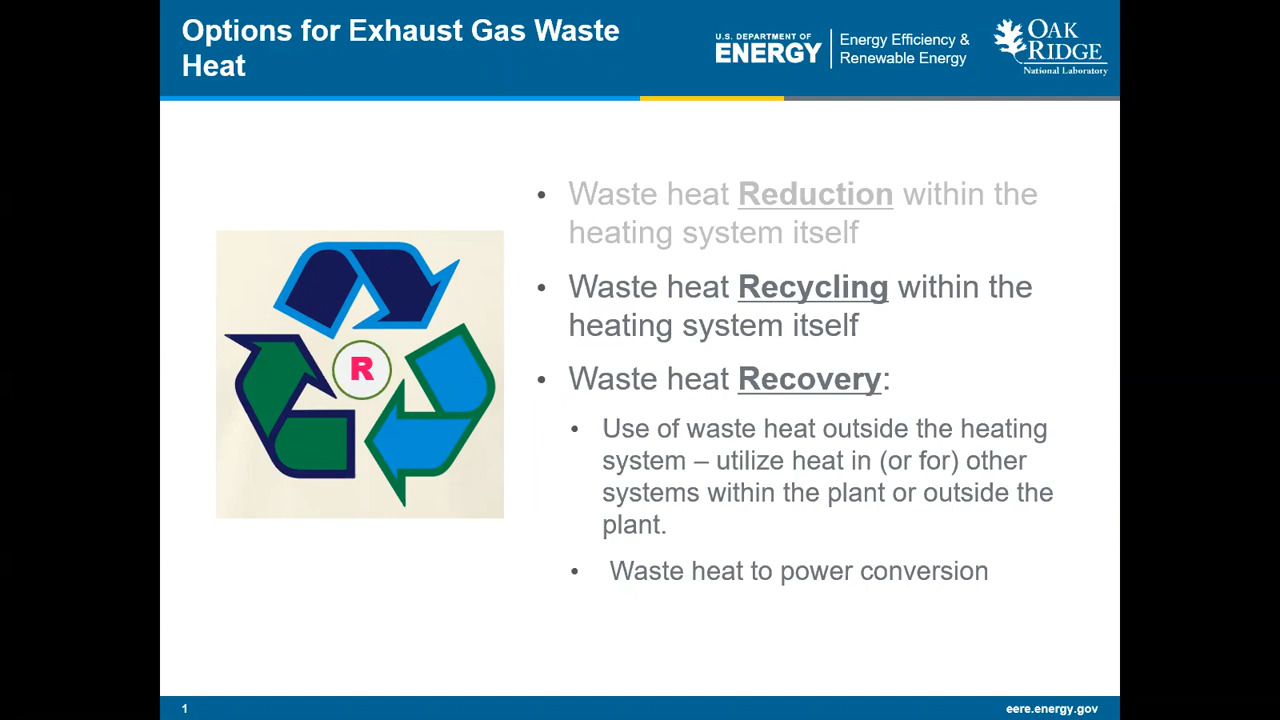 Options for Exhaust Gas Waste
Heat
U.S. DEPARTMENT OF
ENERGY
Energy Efficiency &
Renewable Energy
OAK
RIDGE
National Laboratory
• Waste heat Reduction within the
heating system itself
• Waste heat Recycling within the
heating system itself
• Waste heat Recovery:
• Use of waste heat outside the heating
system – utilize heat in (or for) other
systems within the plant or outside the
plant.
• Waste heat to power conversion
R
1
eere.energy.gov